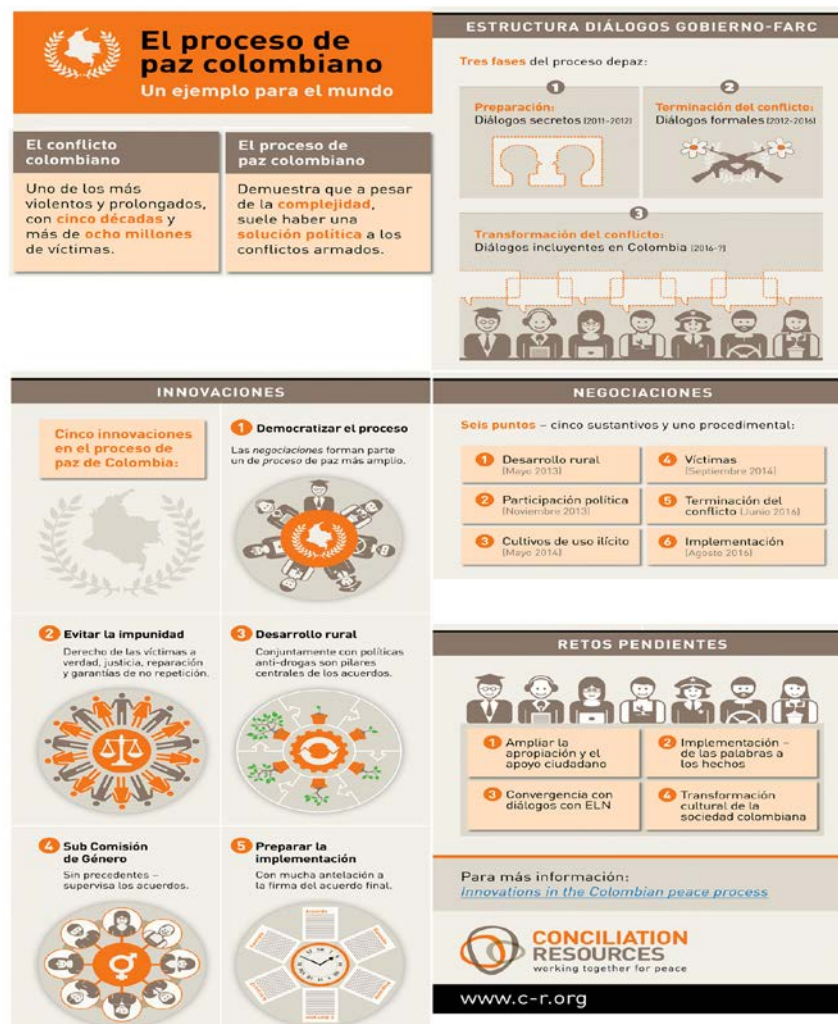 El proceso de
paz colombiano
Un ejemplo para el mundo
El conflicto
colombiano
Uno de los más
violentos y prolongados,
con cinco décadas y
más de ocho millones
de víctimas.
El proceso de
paz colombiano
Demuestra que a pesar
de la complejidad,
suele haber una
solución política a los
conflictos armados.
ESTRUCTURA DIÁLOGOS GOBIERNO-FARC
Tres fases del proceso depaz:
1
Preparación:
Diálogos secretos (2011-2012)
2
Terminación del conflicto:
Diálogos formales (2012-2016)
3
Transformación del conflicto:
Diálogos incluyentes en Colombia (2016-?)
INNOVACIONES
Cinco innovaciones
en el proceso de
paz de Colombia:
1 Democratizar el proceso
Las negociaciones forman parte
un de proceso de paz más amplio.
2 Evitar la impunidad
Derecho de las víctimas a
verdad, justicia, reparación
y garantías de no repetición.
3 Desarrollo rural
Conjuntamente con políticas
anti-drogas son pilares
centrales de los acuerdos.
4 Sub Comisión
de Género
Sin precedentes –
supervisa los acuerdos.
5 Preparar la
implementación
Con mucha antelación a
la firma del acuerdo final.
Acuerdo
NEGOCIACIONES
Seis puntos – cinco sustantivos y uno procedimental:
1 Desarrollo rural
(Mayo 2013)
2 Participación política
(Noviembre 2013)
3 Cultivos de uso ilícito
(Mayo 2014)
4 Víctimas
(Septiembre 2014)
5 Terminación del
conflicto (Junio 2016)
6 Implementación
(Agosto 2016)
RETOS PENDIENTES
1 Ampliar la
apropiación y el
apoyo ciudadano
2 Implementación –
de las palabras a
los hechos
3 Convergencia con
diálogos con ELN
4 Transformación
cultural de la
sociedad colombiana
Para más información:
Innovations in the Colombian peace process
CONCILIATION
RESOURCES
working together for peace
www.c-r.org